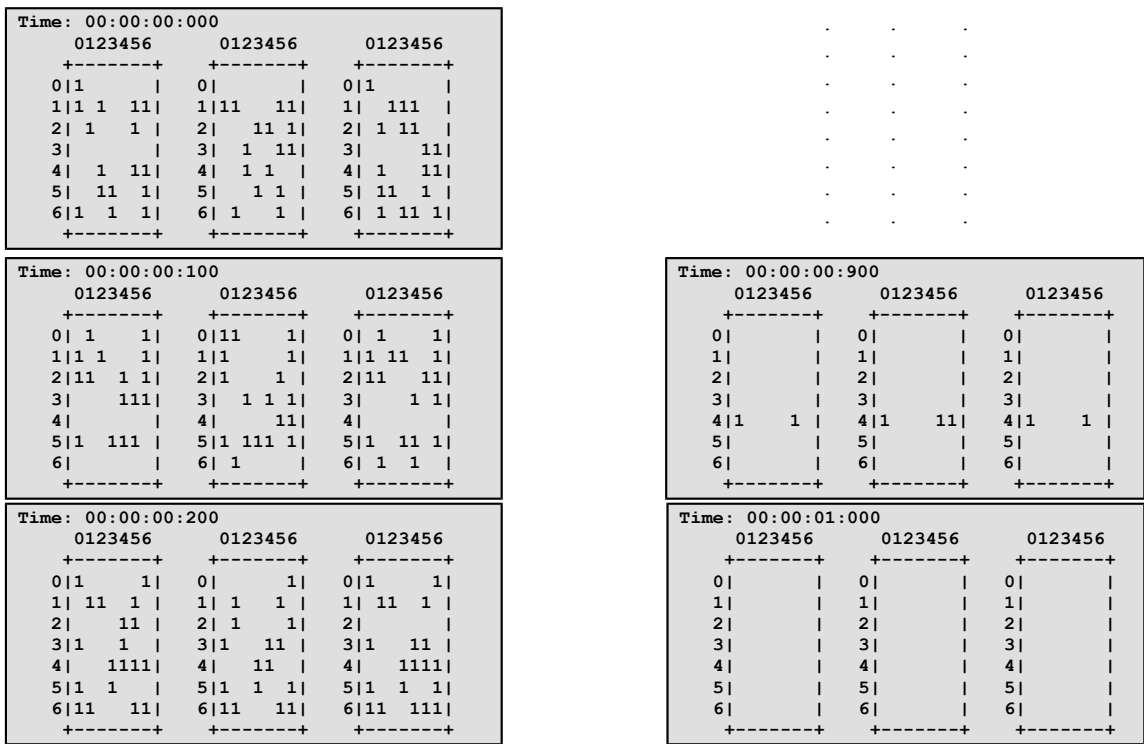 Time: 00:00:00:000
     0123456      0123456      0123456
    +-------+    +-------+    +-------+
   0|1      |   0|       |   0|1      |
   1|1 1  11|   1|11   11|   1|  111  |
   2| 1   1 |   2|   11 1|   2| 1 11  |
   3|       |   3|  1  11|   3|     11|
   4|  1  11|   4|  1 1  |   4| 1   11|
   5|  11  1|   5|   1 1 |   5| 11  1 |
   6|1  1  1|   6| 1   1 |   6| 1 11 1|
    +-------+    +-------+    +-------+
Time: 00:00:00:100
     0123456      0123456      0123456
    +-------+    +-------+    +-------+
   0| 1    1|   0|11    1|   0| 1    1|
   1|1 1   1|   1|1     1|   1|1 11  1|
   2|11  1 1|   2|1    1 |   2|11   11|
   3|    111|   3|  1 1 1|   3|    1 1|
   4|       |   4|     11|   4|       |
   5|1  111 |   5|1 111 1|   5|1  11 1|
   6|       |   6| 1     |   6| 1  1  |
    +-------+    +-------+    +-------+
Time: 00:00:00:200
     0123456      0123456      0123456
    +-------+    +-------+    +-------+
   0|1     1|   0|      1|   0|1     1|
   1| 11  1 |   1| 1   1 |   1| 11  1 |
   2|    11 |   2| 1    1|   2|       |
   3|1   1  |   3|1   11 |   3|1   11 |
   4|   1111|   4|   11  |   4|   1111|
   5|1  1   |   5|1  1  1|   5|1  1  1|
   6|11   11|   6|11   11|   6|11  111|
    +-------+    +-------+    +-------+
. . .
. . .
. . .
. . .
. . .
. . .
. . .
. . .
Time: 00:00:00:900
     0123456      0123456      0123456
    +-------+    +-------+    +-------+
   0|       |   0|       |   0|       |
   1|       |   1|       |   1|       |
   2|       |   2|       |   2|       |
   3|       |   3|       |   3|       |
   4|1    1 |   4|1    11|   4|1    1 |
   5|       |   5|       |   5|       |
   6|       |   6|       |   6|       |
    +-------+    +-------+    +-------+
Time: 00:00:01:000
     0123456      0123456      0123456
    +-------+    +-------+    +-------+
   0|       |   0|       |   0|       |
   1|       |   1|       |   1|       |
   2|       |   2|       |   2|       |
   3|       |   3|       |   3|       |
   4|       |   4|       |   4|       |
   5|       |   5|       |   5|       |
   6|       |   6|       |   6|       |
    +-------+    +-------+    +-------+